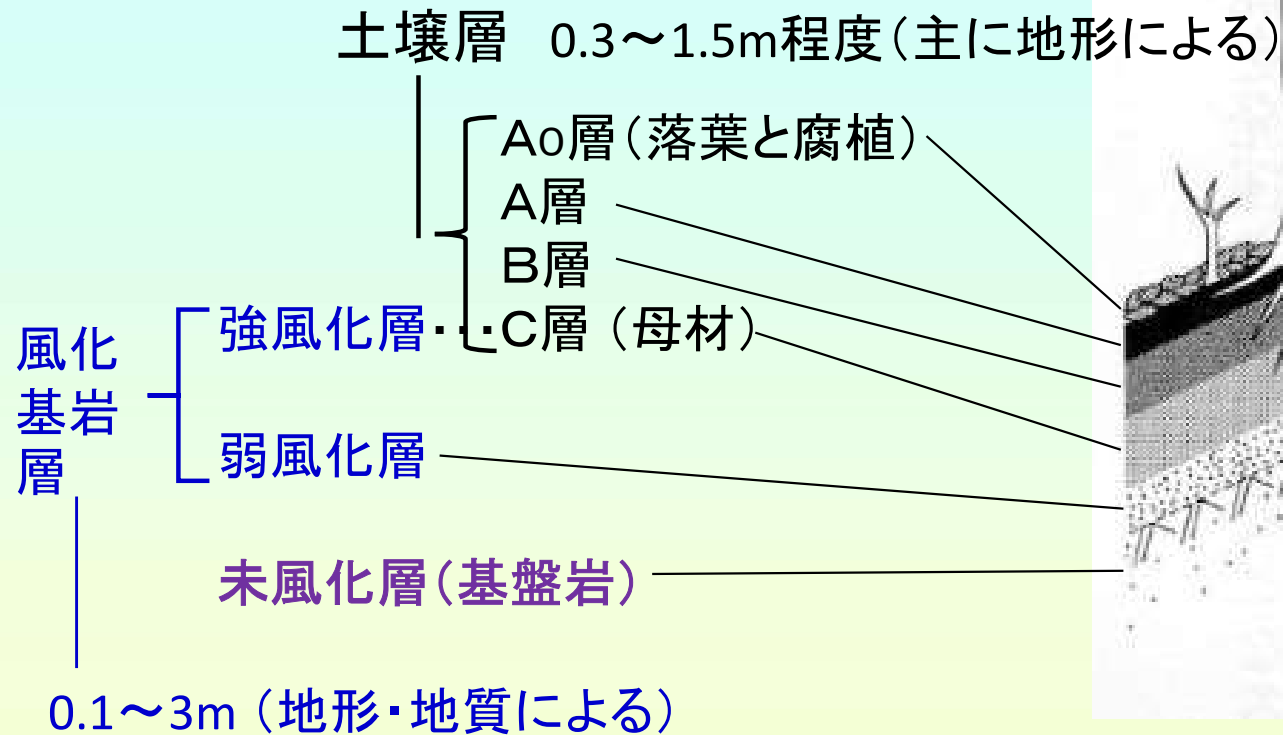 土壌層 0.3～1.5m程度（主に地形による）
Ao層（落葉と腐植）
A層
B層
強風化層･･･C層（母材）
風化
基岩
層
弱風化層
未風化層（基盤岩）
0.1～3m（地形・地質による）